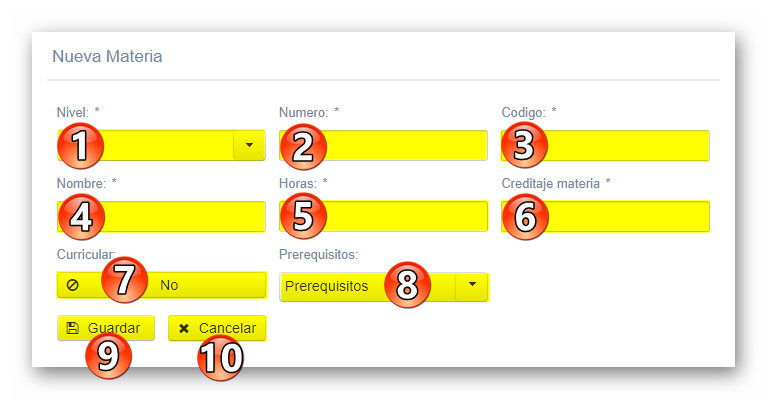 Nueva Materia
Nivel: * Numero: * Codigo: *
1 2 3
Nombre: * Horas: * Creditaje materia *
4 5 6
Curricular: Prerequisitos:
7 No Prerequisitos 8
Guardar Cancelar
9 10